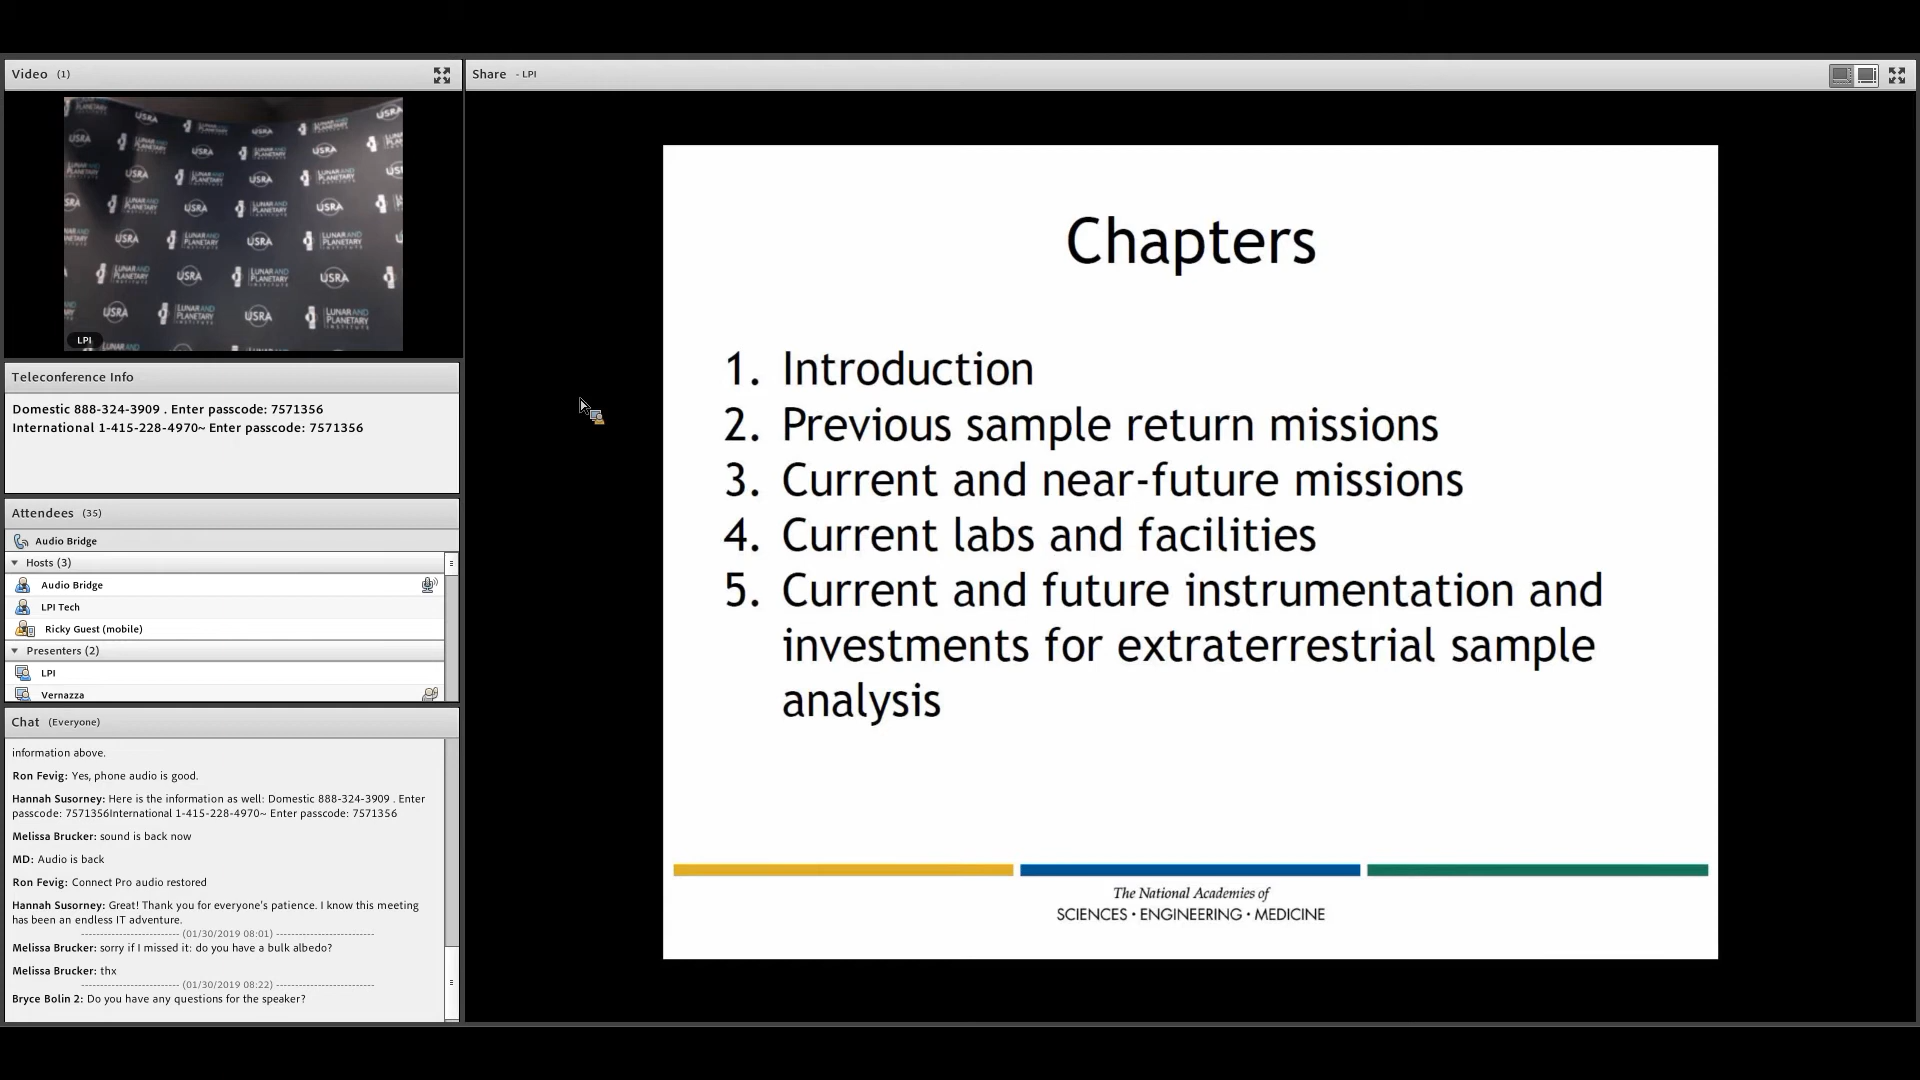 Video (1)
LPI
Teleconference Info
Domestic 888-324-3909 . Enter passcode: 7571356
International 1-415-228-4970~ Enter passcode: 7571356
Attendees (35)
Audio Bridge
Hosts (3)
Audio Bridge
LPI Tech
Ricky Guest (mobile)
Presenters (2)
LPI
Vernazza
Chat (Everyone)
information above.
Ron Fevig: Yes, phone audio is good.
Hannah Susorney: Here is the information as well: Domestic 888-324-3909 . Enter
passcode: 7571356International 1-415-228-4970~ Enter passcode: 7571356
Melissa Brucker: sound is back now
MD: Audio is back
Ron Fevig: Connect Pro audio restored
Hannah Susorney: Great! Thank you for everyone's patience. I know this meeting
has been an endless IT adventure.
------------------------- (01/30/2019 08:01) -------------------------
Melissa Brucker: sorry if I missed it: do you have a bulk albedo?
Melissa Brucker: thx
------------------------- (01/30/2019 08:22) -------------------------
Bryce Bolin 2: Do you have any questions for the speaker?
Share - LPI
Chapters
1. Introduction
2. Previous sample return missions
3. Current and near-future missions
4. Current labs and facilities
5. Current and future instrumentation and
investments for extraterrestrial sample
analysis
The National Academies of
SCIENCES • ENGINEERING • MEDICINE